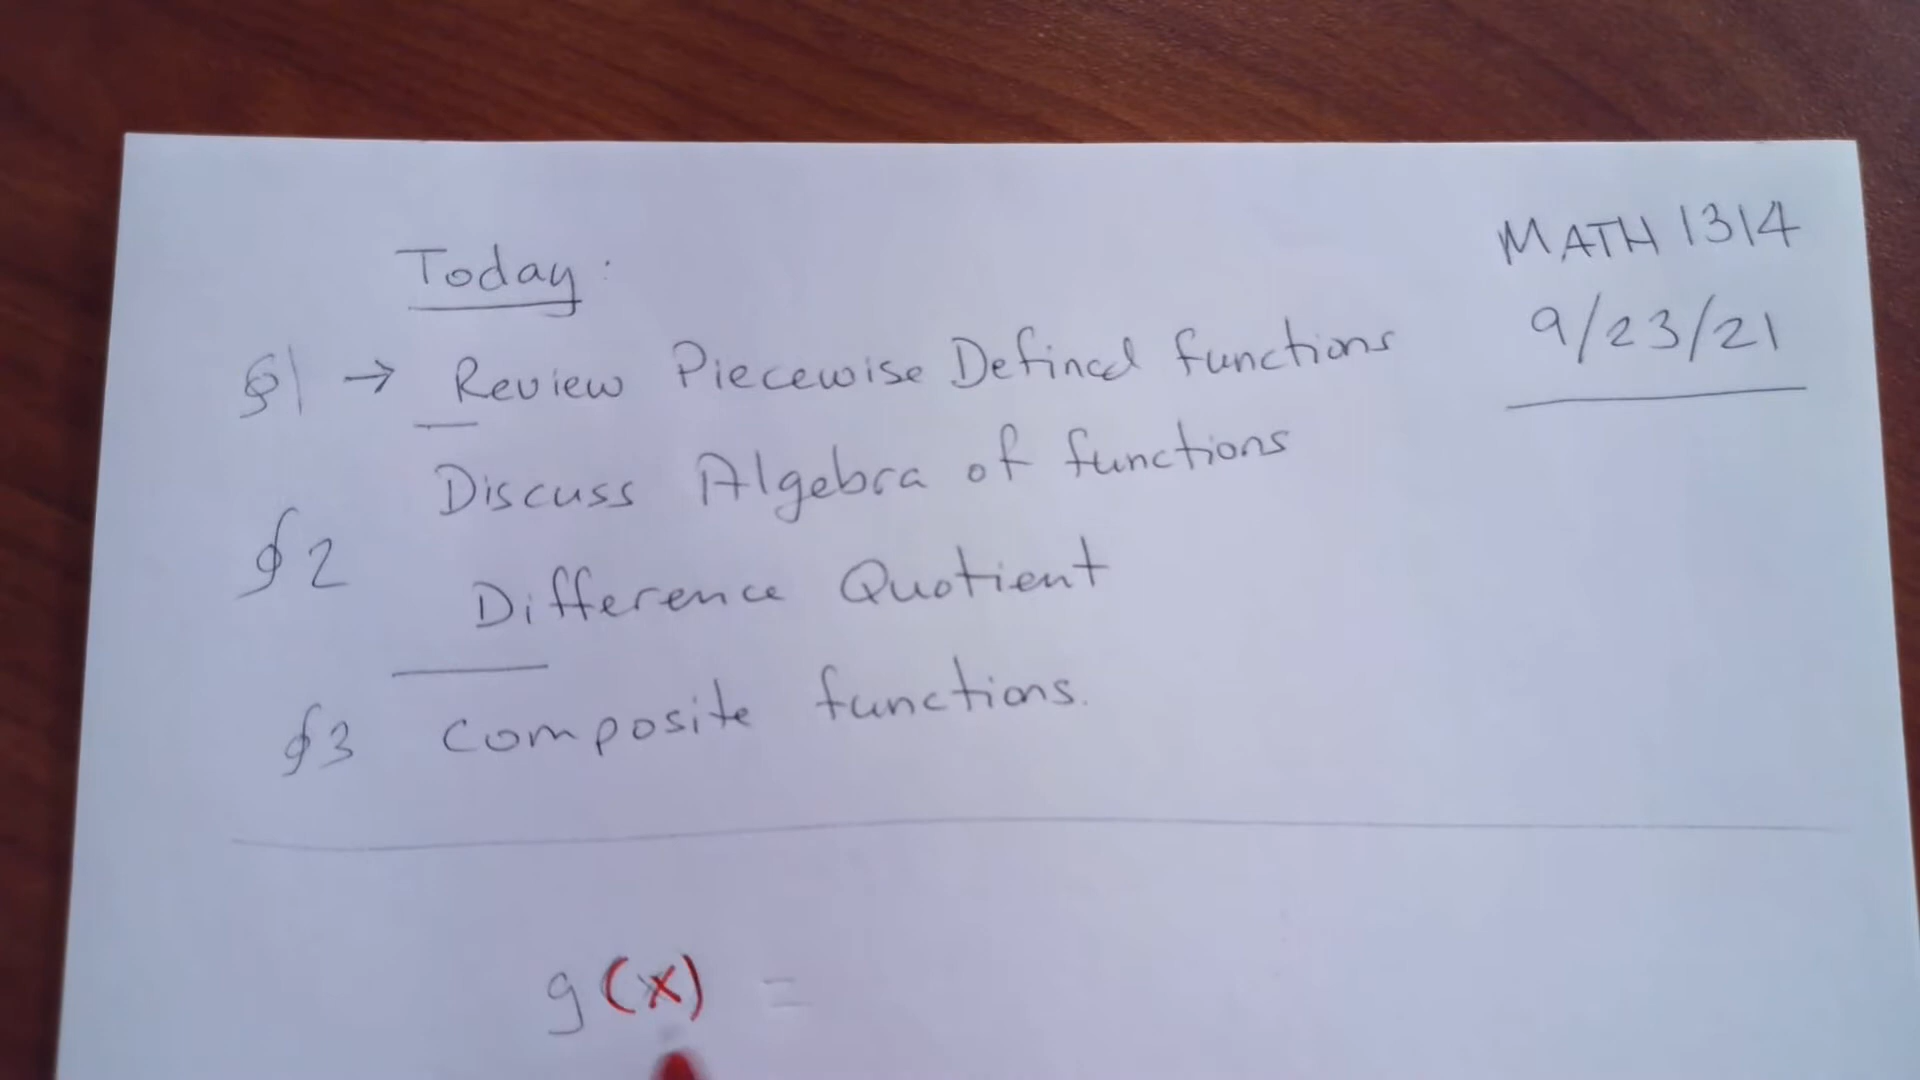 MATH 1314
9/23/21
Today:
§1 → Review Piecewise Defined functions
Discuss Algebra of functions
§2
Difference Quotient
§3 Composite functions.
g(x) =